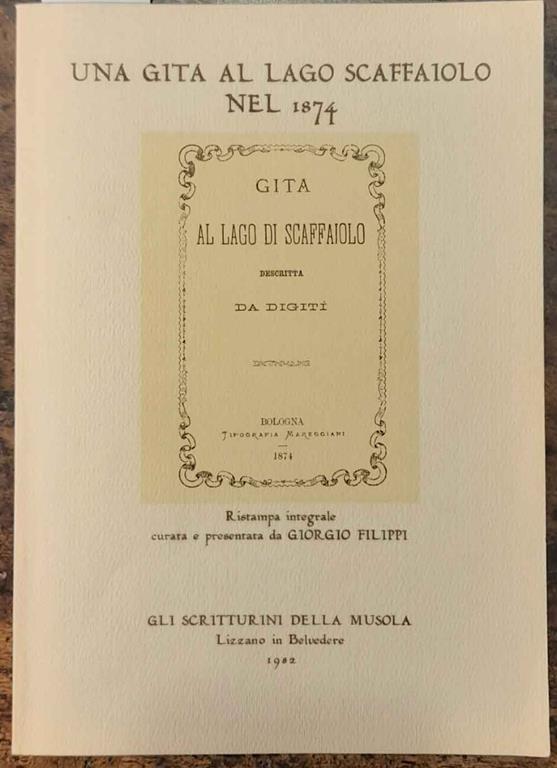 UNA GITA AL LAGO SCAFFAIOLO
NEL 1874
GITA
AL LAGO DI SCAFFAIOLO
DESCRITTA
DA DIGITÌ
BOLOGNA
TIPOGRAFIA MAREGGIANI
1874
Ristampa integrale
curata e presentata da GIORGIO FILIPPI
GLI SCRITTURINI DELLA MUSOLA
Lizzano in Belvedere
1982